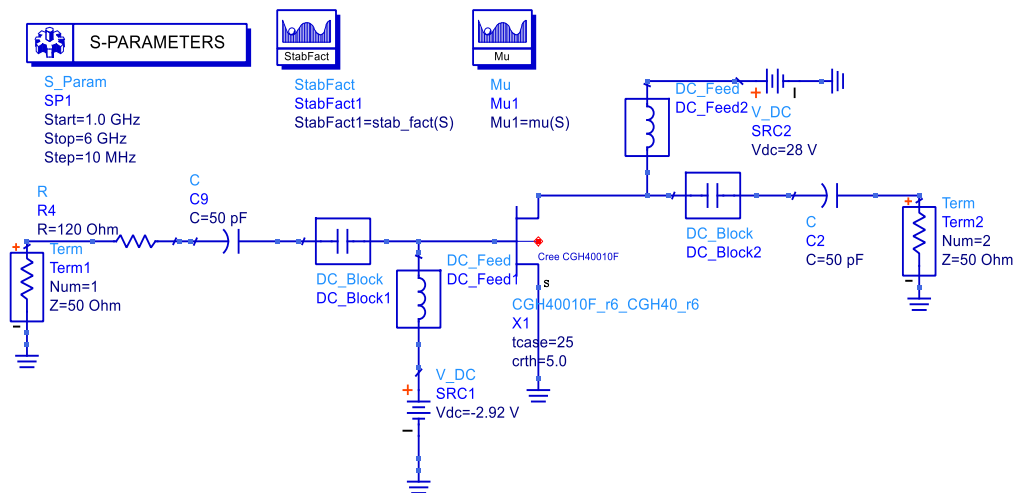 S-PARAMETERS
S_Param
SP1
Start=1.0 GHz
Stop=6 GHz
Step=10 MHz
StabFact
StabFact
StabFact1
StabFact1=stab_fact(S)
Mu
Mu
Mu1
Mu1=mu(S)
DC_Feed
DC_Feed2
+
V_DC
SRC2
Vdc=28 V
R
R4
R=120 Ohm
C
C9
C=50 pF
+
Term
Term1
Num=1
Z=50 Ohm
DC_Block
DC_Block1
DC_Feed
DC_Feed1
Cree CGH40010F
S
CGH40010F_r6_CGH40_r6
X1
tcase=25
crth=5.0
DC_Block
DC_Block2
C
C2
C=50 pF
+
Term
Term2
Num=2
Z=50 Ohm
+
V_DC
SRC1
Vdc=-2.92 V